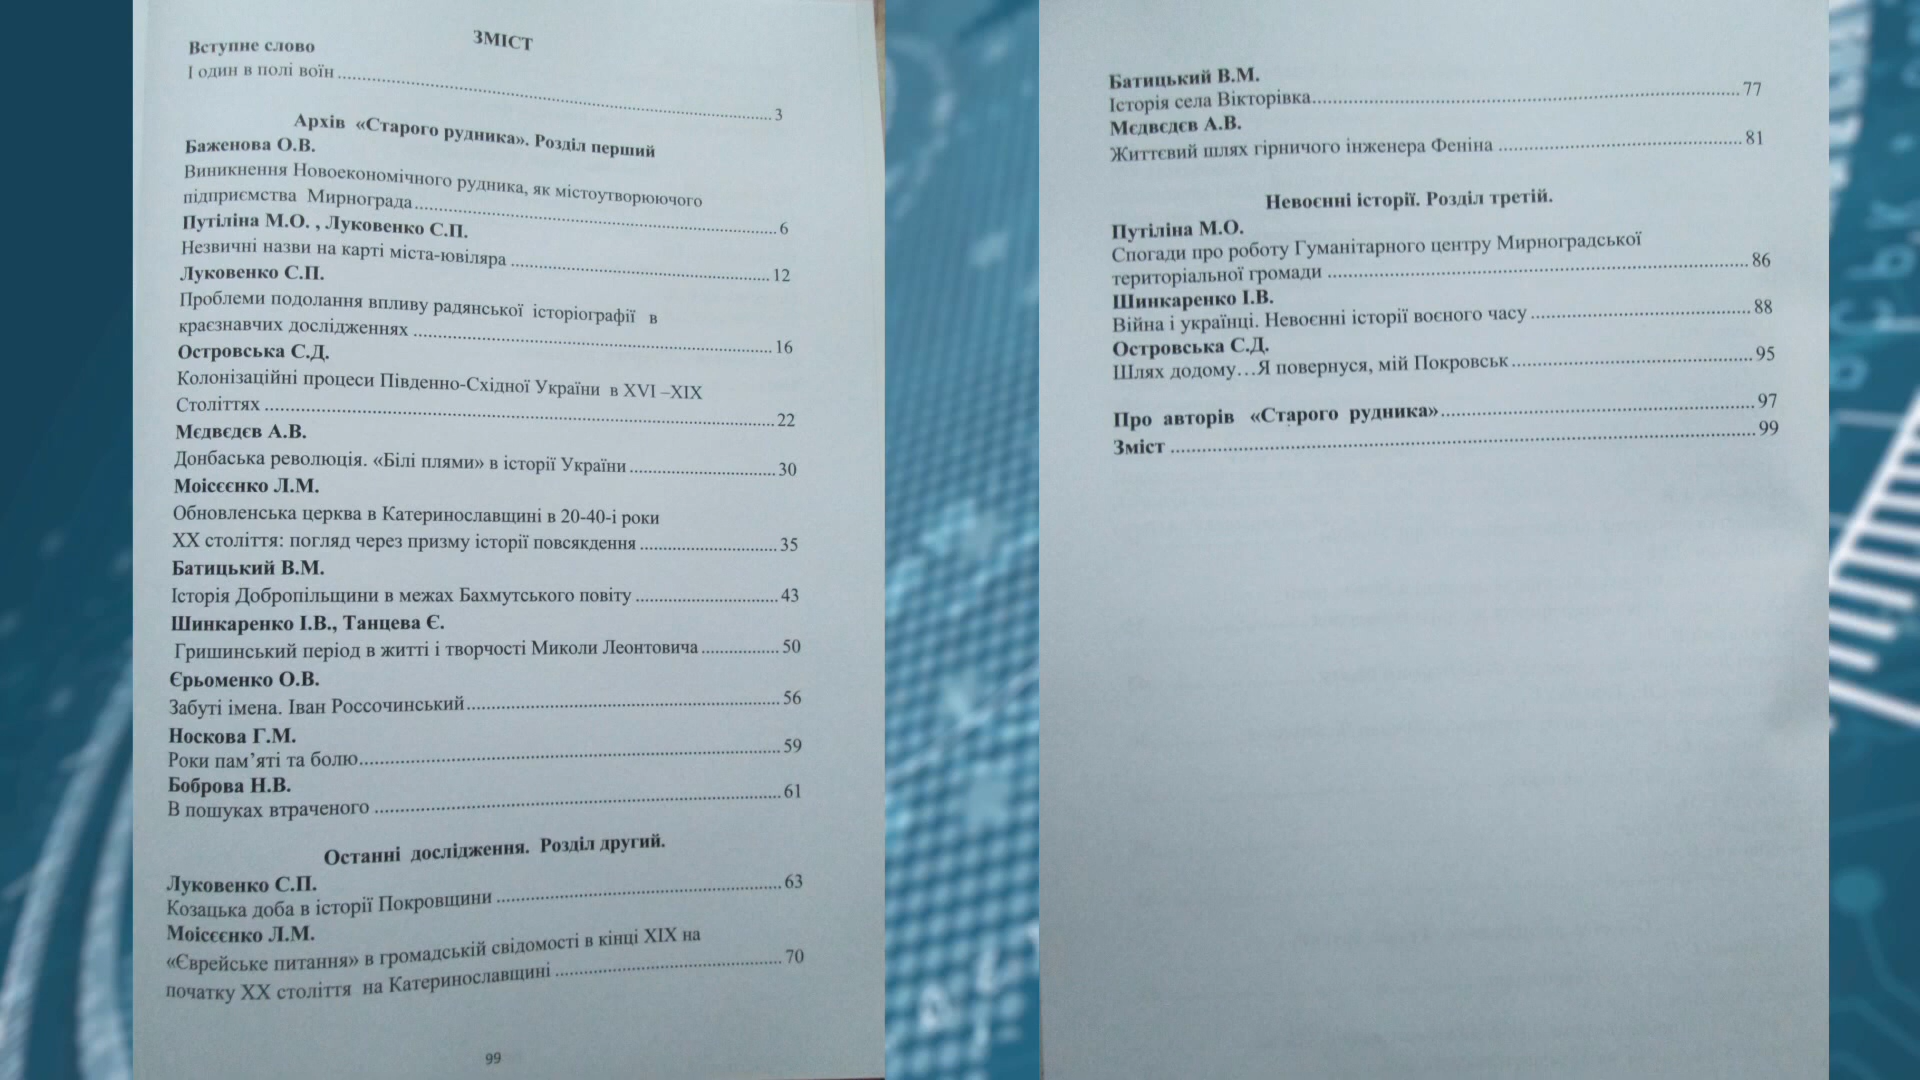 ЗМІСТ
Вступне слово
І один в полі воїн ........ 3
Архів «Старого рудника». Розділ перший
Баженова О.В.
Виникнення Новоекономічного рудника, як містоутворюючого
підприємства Мирнограда ........ 6
Путіліна М.О. , Луковенко С.П.
Незвичні назви на карті міста-ювіляра ........ 12
Луковенко С.П.
Проблеми подолання впливу радянської історіографії в
краєзнавчих дослідженнях ........ 16
Островська С.Д.
Колонізаційні процеси Південно-Східної України в XVI –XIX
Століттях ........ 22
Мєдвєдєв А.В.
Донбаська революція. «Білі плями» в історії України ........ 30
Моісєєнко Л.М.
Обновленська церква в Катеринославщині в 20-40-і роки
ХХ століття: погляд через призму історії повсякдення ........ 35
Батицький В.М.
Історія Добропільщини в межах Бахмутського повіту ........ 43
Шинкаренко І.В., Танцева Є.
Гришинський період в житті і творчості Миколи Леонтовича ........ 50
Єрьоменко О.В.
Забуті імена. Іван Россочинський ........ 56
Носкова Г.М.
Роки пам’яті та болю ........ 59
Боброва Н.В.
В пошуках втраченого ........ 61
Останні дослідження. Розділ другий.
Луковенко С.П.
Козацька доба в історії Покровщини ........ 63
Моісєєнко Л.М.
«Єврейське питання» в громадській свідомості в кінці XIX на
початку ХХ століття на Катеринославщині ........ 70
99
Батицький В.М.
Історія села Вікторівка ........ 77
Мєдвєдєв А.В.
Життєвий шлях гірничого інженера Феніна ........ 81
Невоєнні історії. Розділ третій.
Путіліна М.О.
Спогади про роботу Гуманітарного центру Мирноградської
територіальної громади ........ 86
Шинкаренко І.В.
Війна і українці. Невоєнні історії воєного часу ........ 88
Островська С.Д.
Шлях додому…Я повернуся, мій Покровськ ........ 95
Про авторів «Старого рудника» ........ 97
Зміст ........ 99